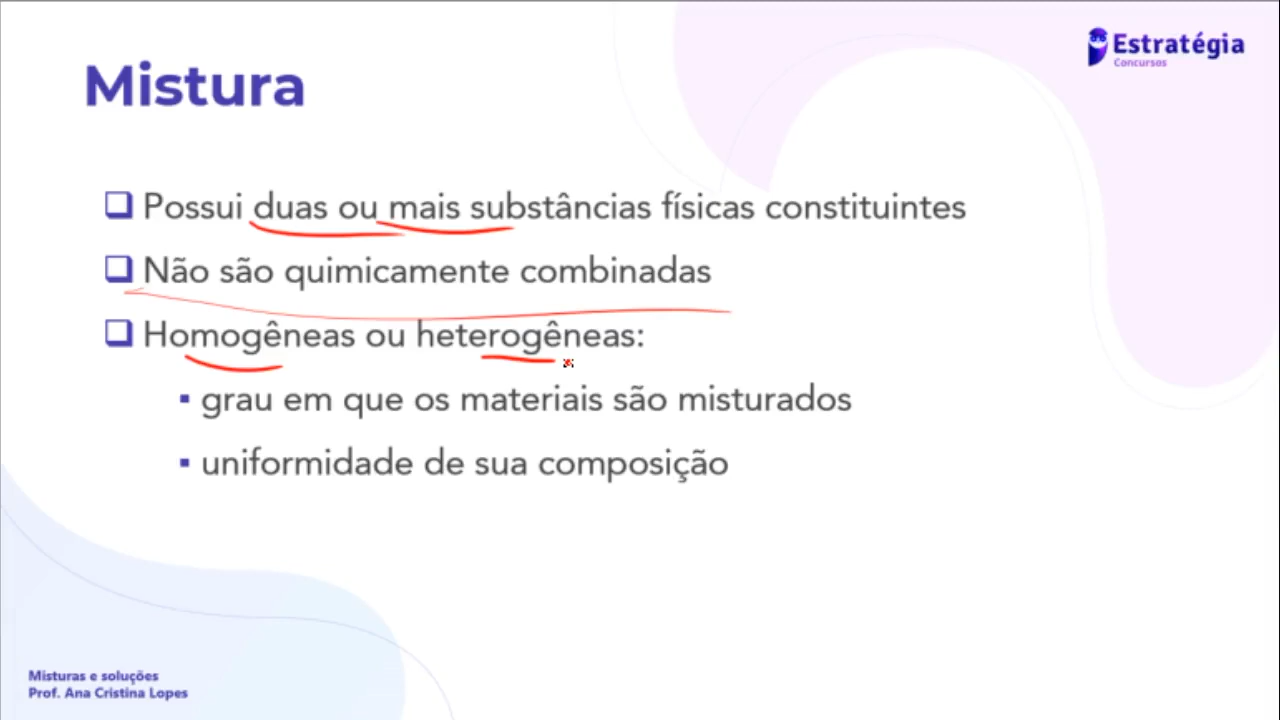 Estratégia
Concursos
Mistura
Possui duas ou mais substâncias físicas constituintes
Não são quimicamente combinadas
Homogêneas ou heterogêneas:
grau em que os materiais são misturados
uniformidade de sua composição
Misturas e soluções
Prof. Ana Cristina Lopes